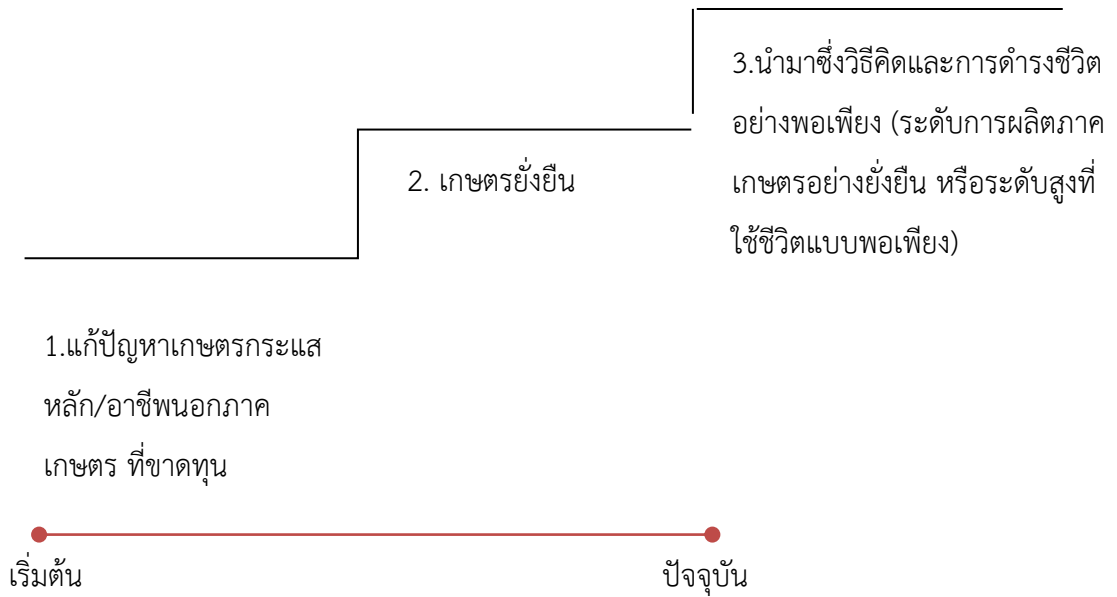 3.นำมาซึ่งวิธีคิดและการดำรงชีวิต
อย่างพอเพียง (ระดับการผลิตภาค
เกษตรอย่างยั่งยืน หรือระดับสูงที่
ใช้ชีวิตแบบพอเพียง)
2. เกษตรยั่งยืน
1.แก้ปัญหาเกษตรกระแส
หลัก/อาชีพนอกภาค
เกษตร ที่ขาดทุน
เริ่มต้น
ปัจจุบัน